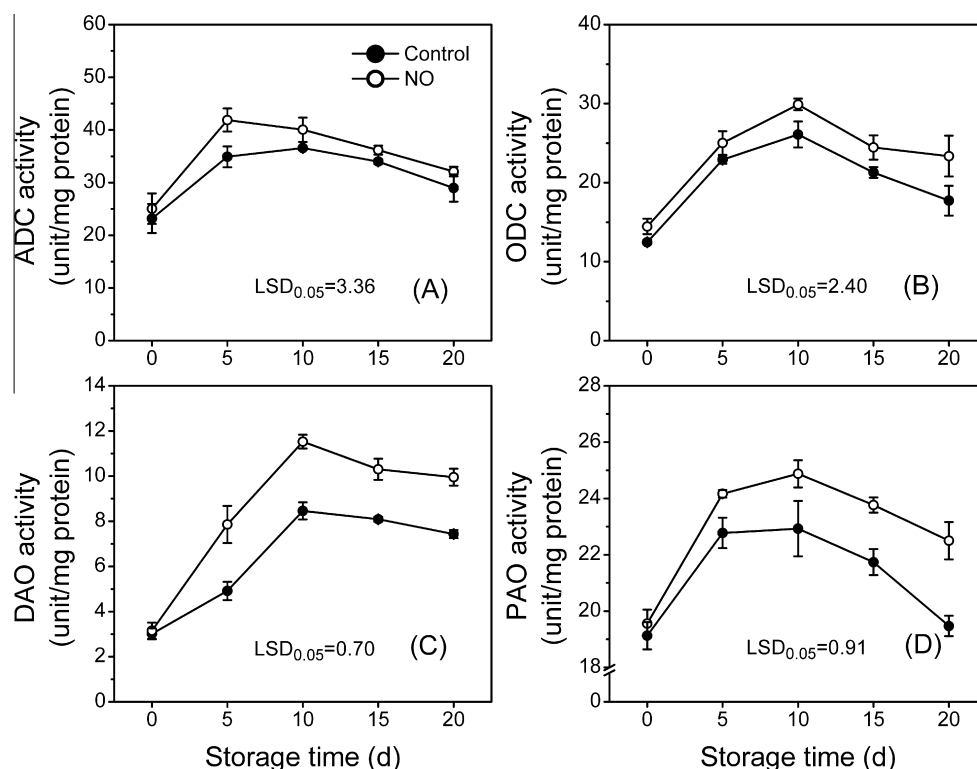 60
50
40
30
20
10
0
ADC activity
(unit/mg protein)
Control
NO
LSD0.05=3.36
(A)
0 5 10 15 20
40
30
20
10
0
ODC activity
(unit/mg protein)
LSD0.05=2.40
(B)
0 5 10 15 20
14
12
10
8
6
4
2
0
DAO activity
(unit/mg protein)
LSD0.05=0.70
(C)
0 5 10 15 20
Storage time (d)
28
26
24
22
20
18
0
PAO activity
(unit/mg protein)
LSD0.05=0.91
(D)
0 5 10 15 20
Storage time (d)